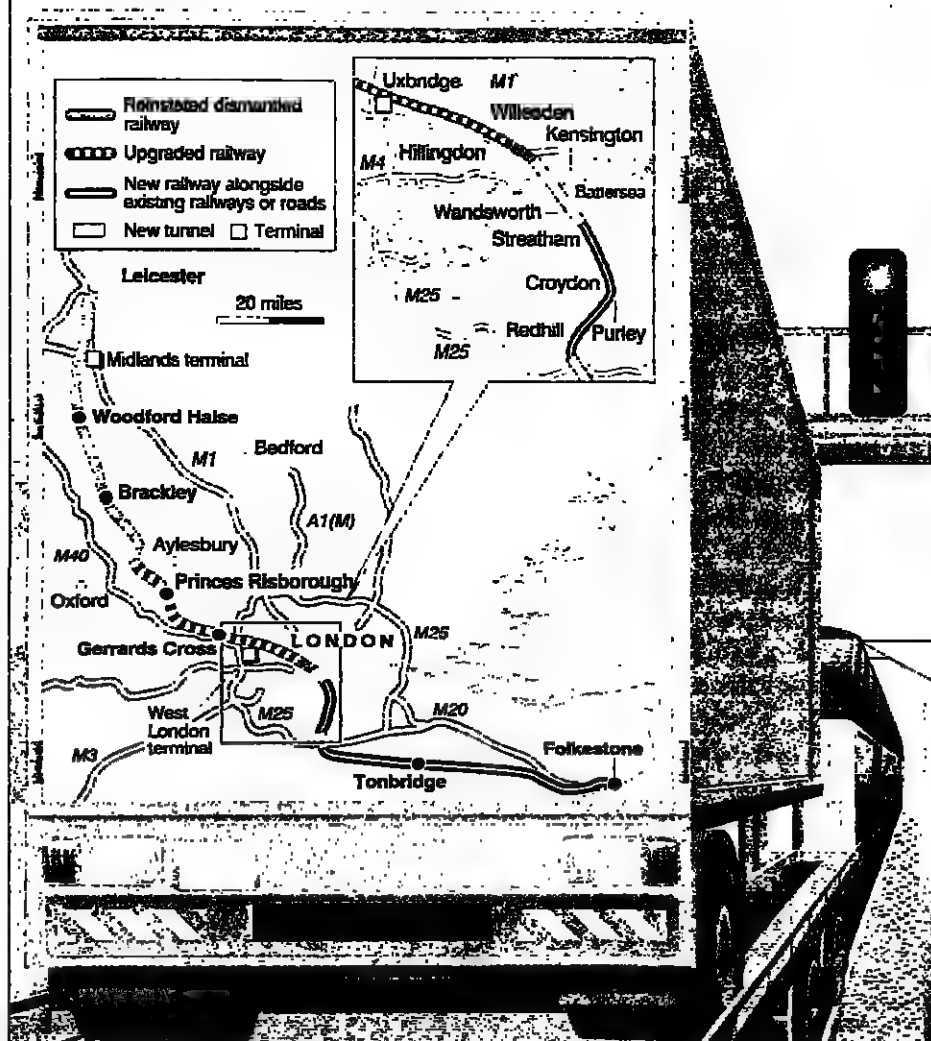 Reinstated dismantled
railway
Upgraded railway
New railway alongside
existing railways or roads
New tunnel
Terminal
Uxbridge
M1
Willesden
Kensington
Hillingdon
M4
Battersea
Wandsworth
Streatham
Croydon
M25
Redhill
Purley
M25
Leicester
20 miles
Midlands terminal
Woodford Halse
M1
Bedford
Brackley
A1(M)
Aylesbury
M40
Princes Risborough
Oxford
LONDON
M25
Gerrards Cross
West
London
terminal
M25
M20
M3
Folkestone
Tonbridge